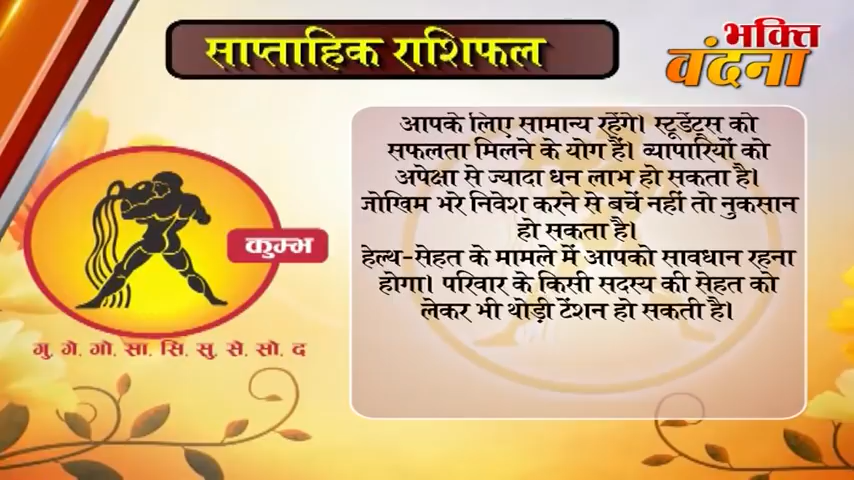 साप्ताहिक राशिफल
भक्ति
वंदना
आपके लिए सामान्य रहेंगे। स्टूडेंट्स को
सफलता मिलने के योग हैं। व्यापारियों को
अपेक्षा से ज्यादा धन लाभ हो सकता है।
जोखिम भरे निवेश करने से बचें नहीं तो नुकसान
हो सकता है।
हेल्थ-सेहत के मामले में आपको सावधान रहना
होगा। परिवार के किसी सदस्य की सेहत को
लेकर भी थोड़ी टेंशन हो सकती है।
कुम्भ
गु, गे, गो, सा, सि, सु, से, सो, द